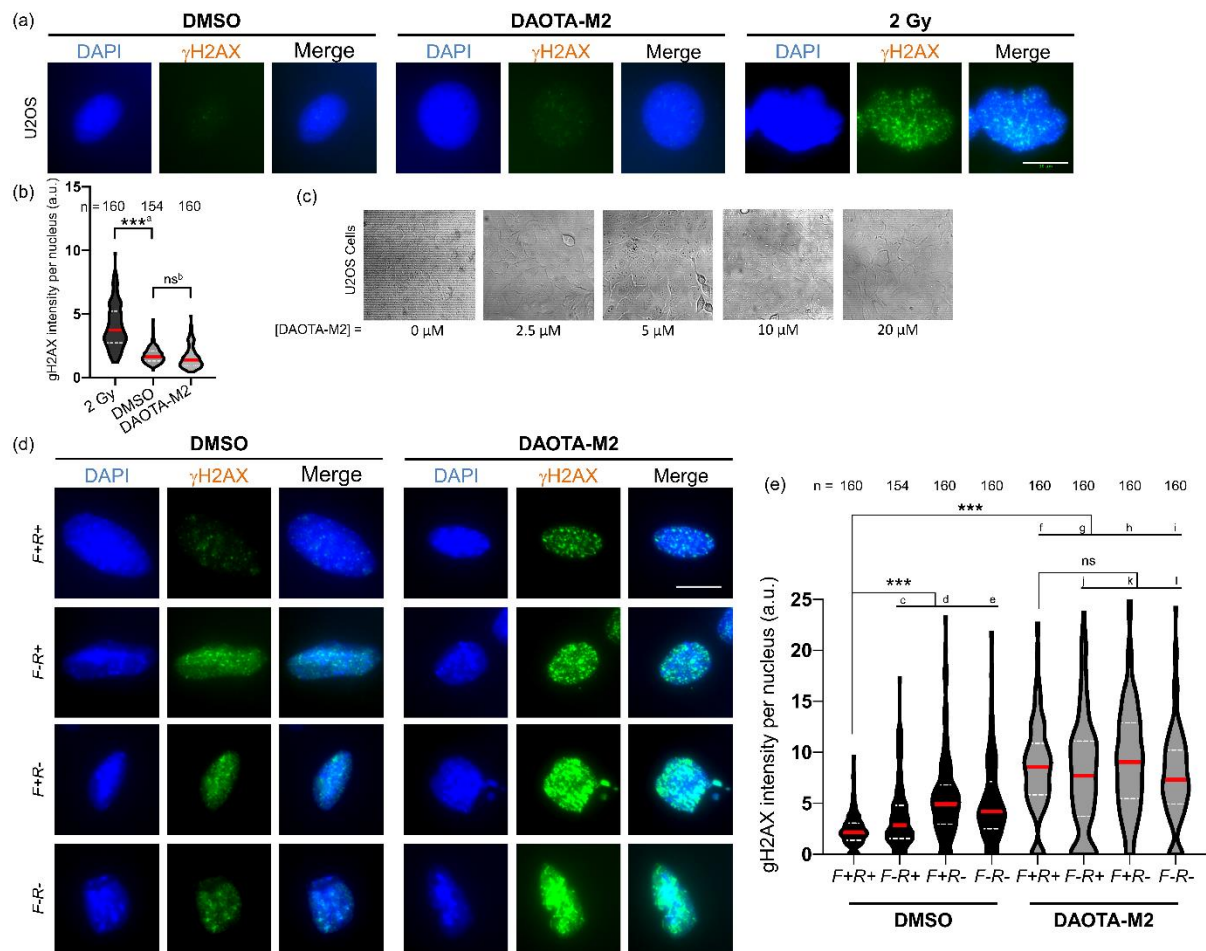 (a)
DMSO DAOTA-M2 2 Gy
DAPI γH2AX Merge DAPI γH2AX Merge DAPI γH2AX Merge
U2OS
(b)
n = 160 154 160
***a
nsb
gH2AX intensity per nucleus (a.u.)
15
10
5
0
2 Gy DMSO DAOTA-M2
(c)
U2OS Cells
[DAOTA-M2] = 0 μM 2.5 μM 5 μM 10 μM 20 μM
(d)
DMSO DAOTA-M2
DAPI γH2AX Merge DAPI γH2AX Merge
F+R+
F-R+
F+R-
F-R-
(e)
n = 160 154 160 160 160 160 160 160
***
f g h i
ns
***
c d e
j k l
gH2AX intensity per nucleus (a.u.)
25
20
15
10
5
0
F+R+ F-R+ F+R- F-R- F+R+ F-R+ F+R- F-R-
DMSO DAOTA-M2